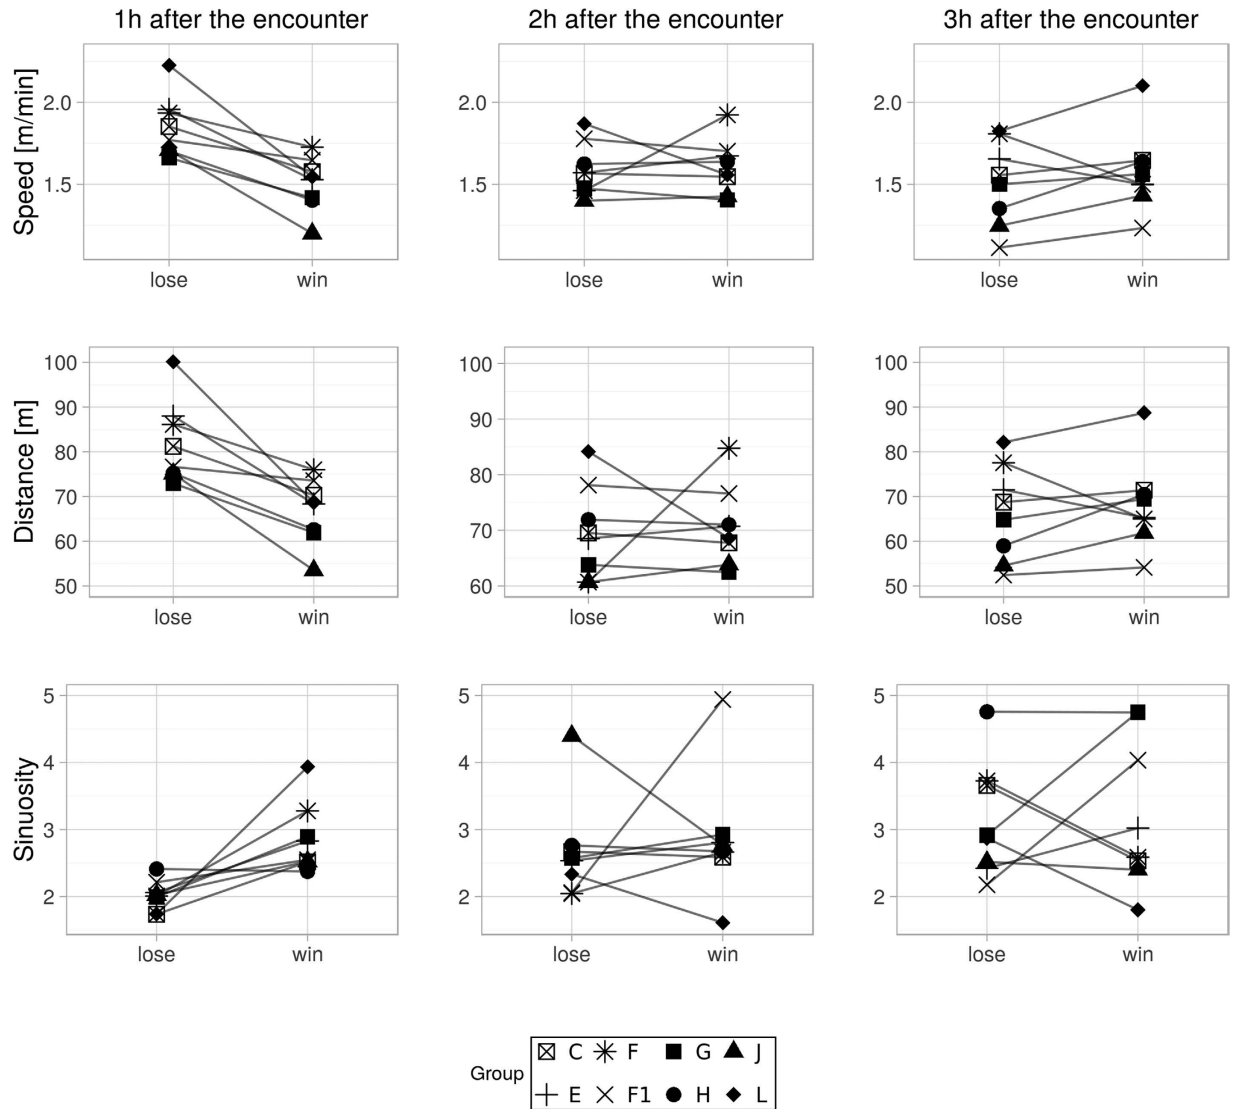 1h after the encounter
2h after the encounter
3h after the encounter
Speed [m/min]
2.0
1.5
lose
win
2.0
1.5
lose
win
2.0
1.5
lose
win
Distance [m]
100
90
80
70
60
50
lose
win
100
90
80
70
60
lose
win
100
90
80
70
60
50
lose
win
Sinuosity
5
4
3
2
lose
win
5
4
3
2
lose
win
5
4
3
2
lose
win
Group
C F G J
E F1 H L